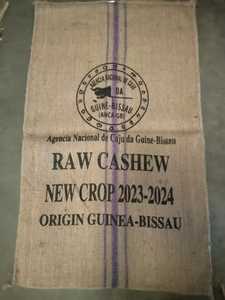 AGENCIA NACIONAL DE CAJU
DA
GUINE-BISSAU
(ANCA-GB)
Agencia Nacional de Caju da Guine-Bissau
RAW CASHEW
NEW CROP 2023-2024
ORIGIN GUINEA-BISSAU